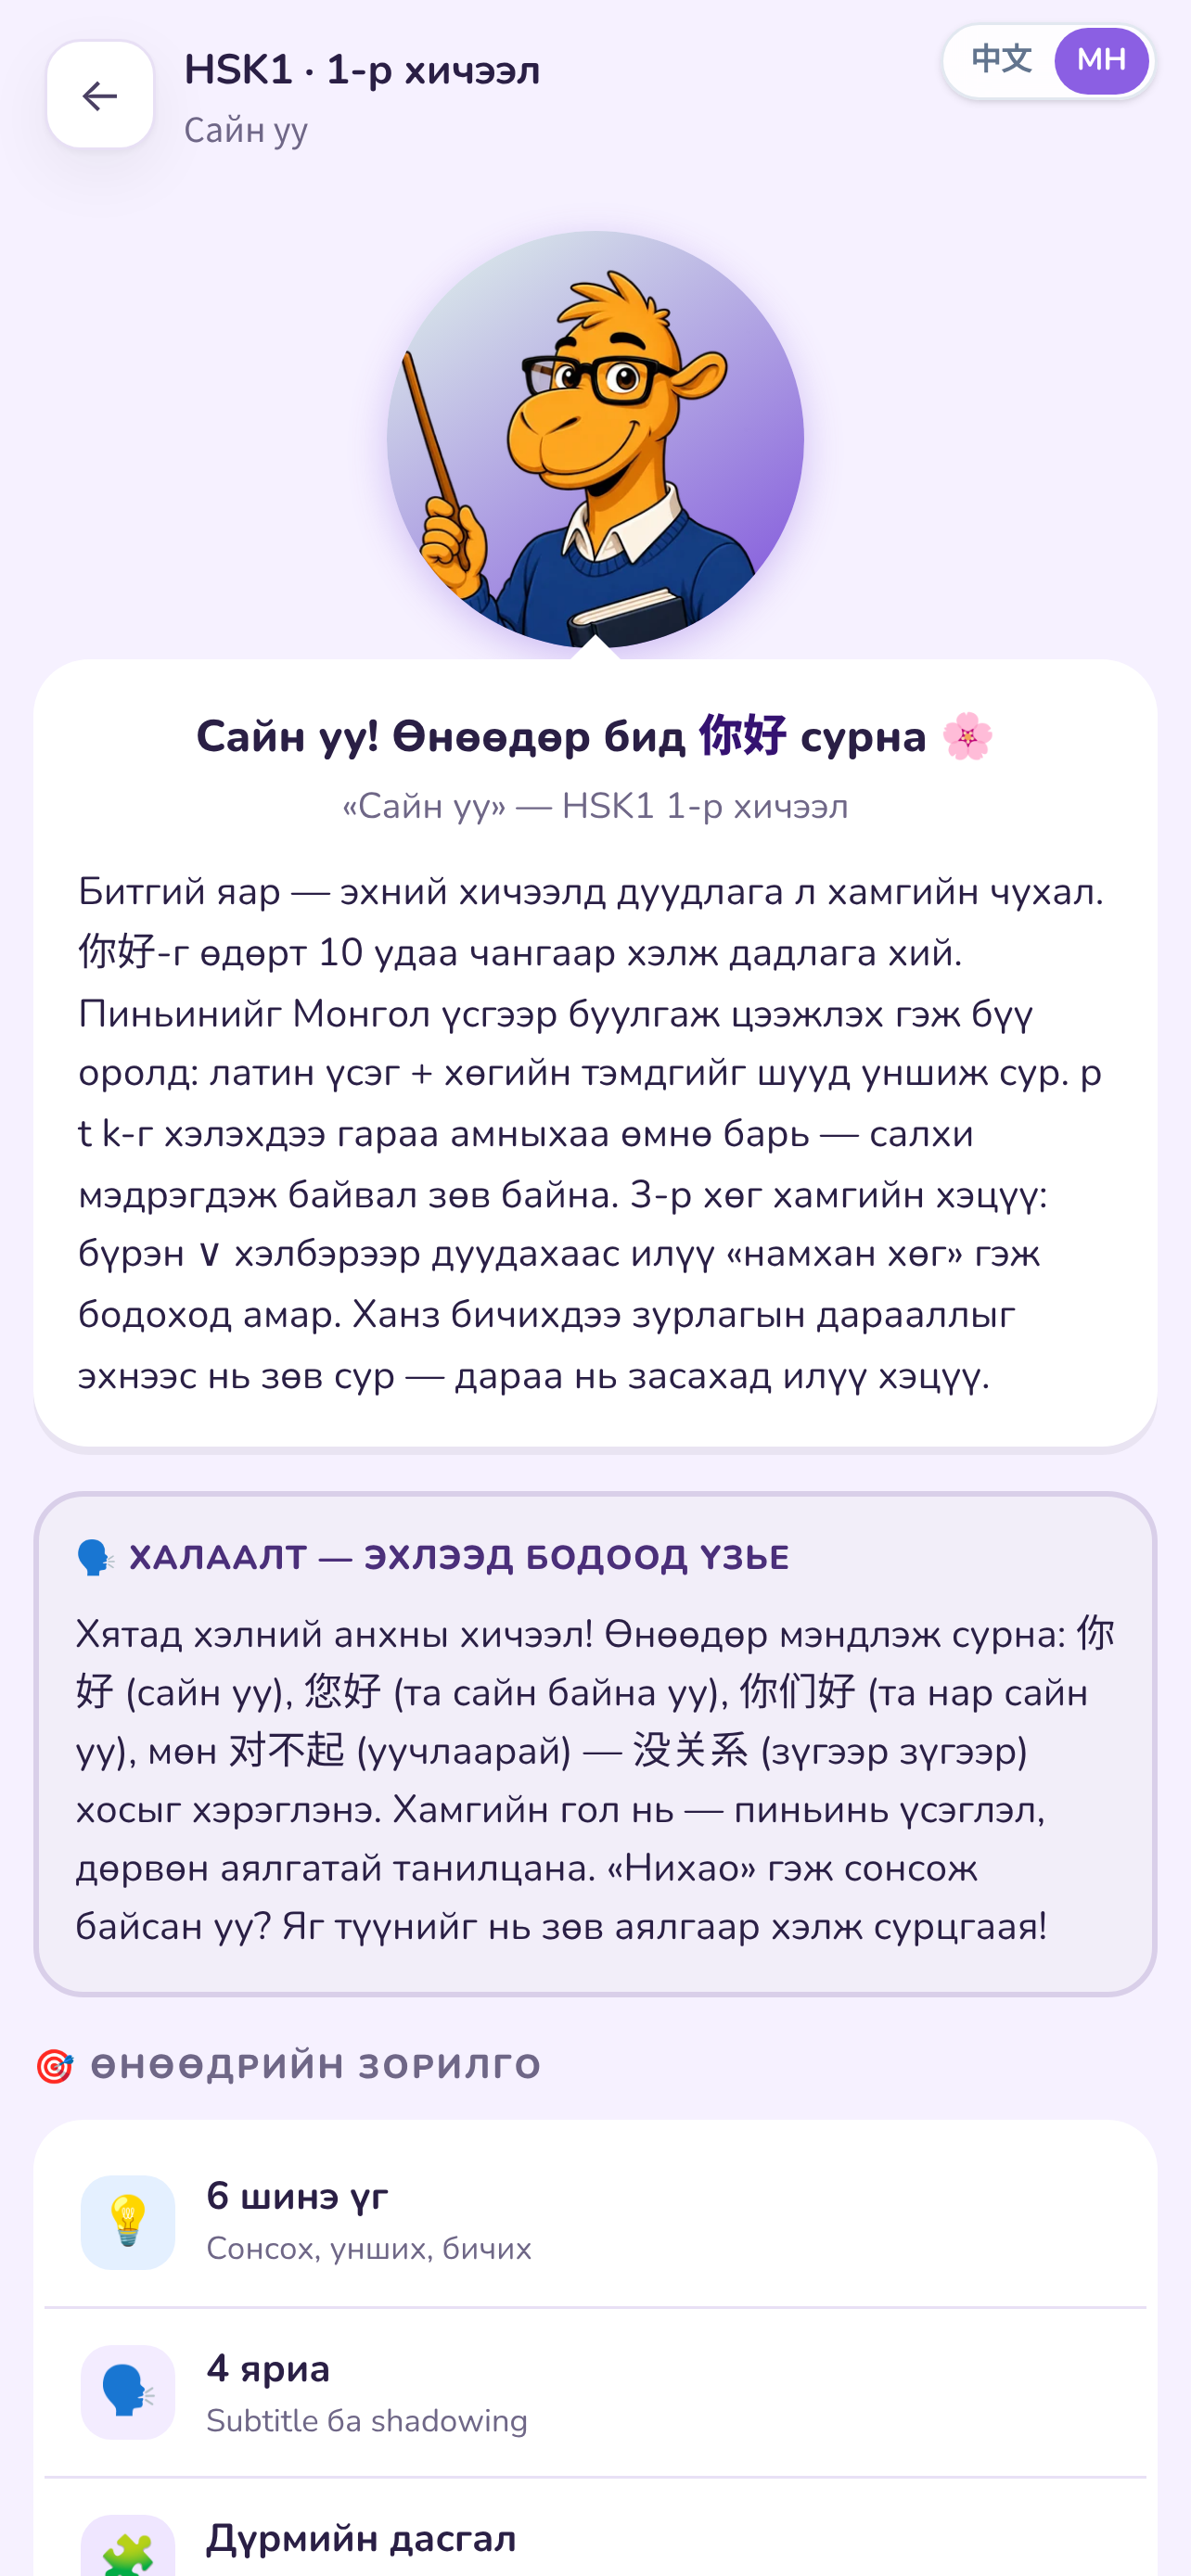 HSK1 · 1-р хичээл
Сайн уу
中文 МН
Сайн уу! Өнөөдөр бид 你好 сурна 🌸
«Сайн уу» — HSK1 1-р хичээл
Битгий яар — эхний хичээлд дуудлага л хамгийн чухал.
你好-г өдөрт 10 удаа чангаар хэлж дадлага хий.
Пиньинийг Монгол үсгээр буулгаж цээжлэх гэж бүү
оролд: латин үсэг + хөгийн тэмдгийг шууд уншиж сур. p
t k-г хэлэхдээ гараа амныхаа өмнө барь — салхи
мэдрэгдэж байвал зөв байна. 3-р хөг хамгийн хэцүү:
бүрэн ∨ хэлбэрээр дуудахаас илүү «намхан хөг» гэж
бодоход амар. Ханз бичихдээ зурлагын дарааллыг
эхнээс нь зөв сур — дараа нь засахад илүү хэцүү.
🗣️ ХАЛААЛТ — ЭХЛЭЭД БОДООД ҮЗЬЕ
Хятад хэлний анхны хичээл! Өнөөдөр мэндлэж сурна: 你
好 (сайн уу), 您好 (та сайн байна уу), 你们好 (та нар сайн
уу), мөн 对不起 (уучлаарай) — 没关系 (зүгээр зүгээр)
хосыг хэрэглэнэ. Хамгийн гол нь — пиньинь үсэглэл,
дөрвөн аялгатай танилцана. «Нихао» гэж сонсож
байсан уу? Яг түүнийг нь зөв аялгаар хэлж сурцгаая!
🎯 ӨНӨӨДРИЙН ЗОРИЛГО
6 шинэ үг
Сонсох, унших, бичих
4 яриа
Subtitle ба shadowing
Дүрмийн дасгал